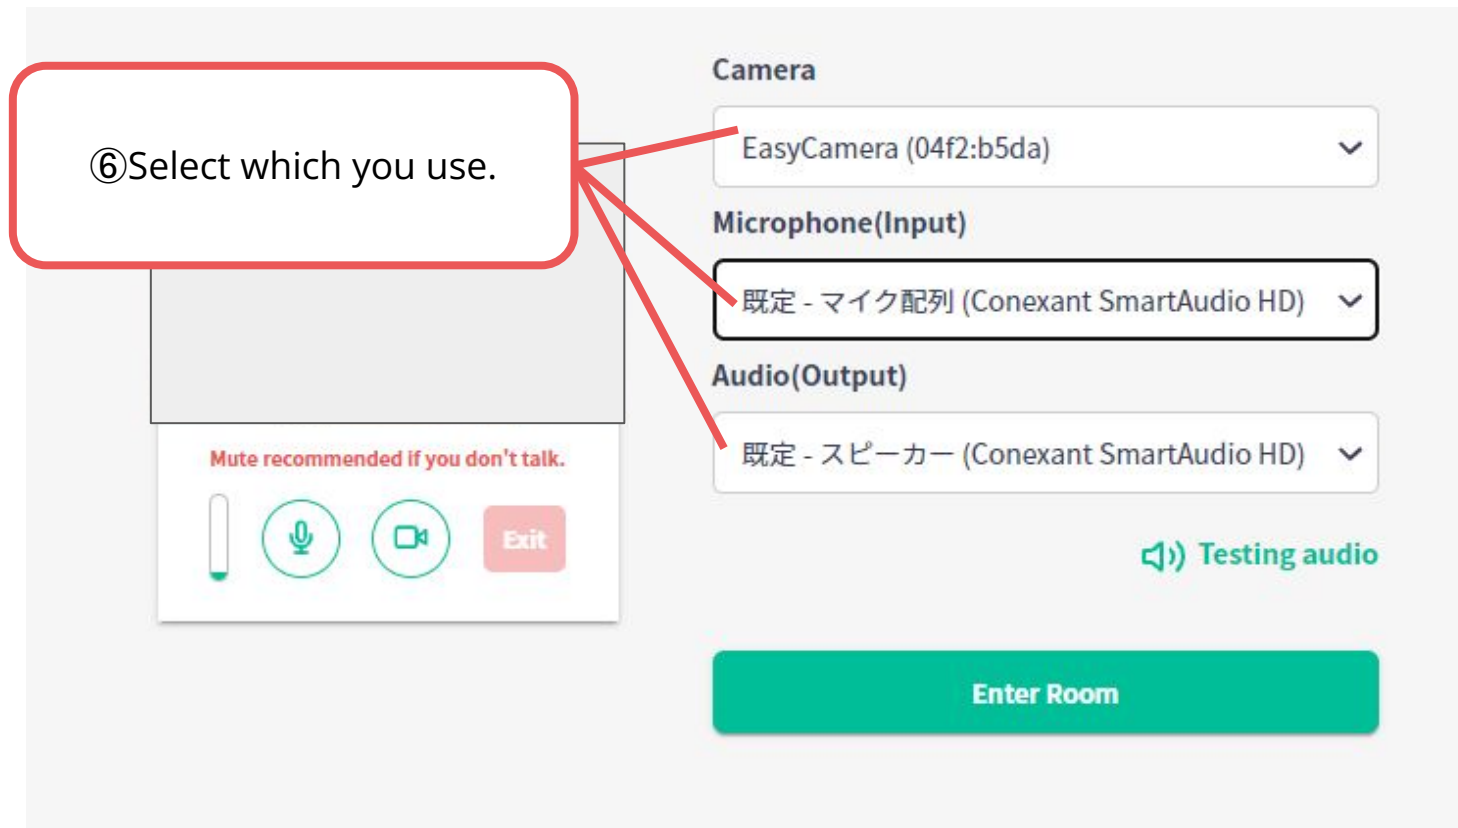 ⑥Select which you use.
Camera
EasyCamera (04f2:b5da)
Microphone(Input)
既定 - マイク配列 (Conexant SmartAudio HD)
Audio(Output)
既定 - スピーカー (Conexant SmartAudio HD)
Mute recommended if you don't talk.
Exit
Testing audio
Enter Room